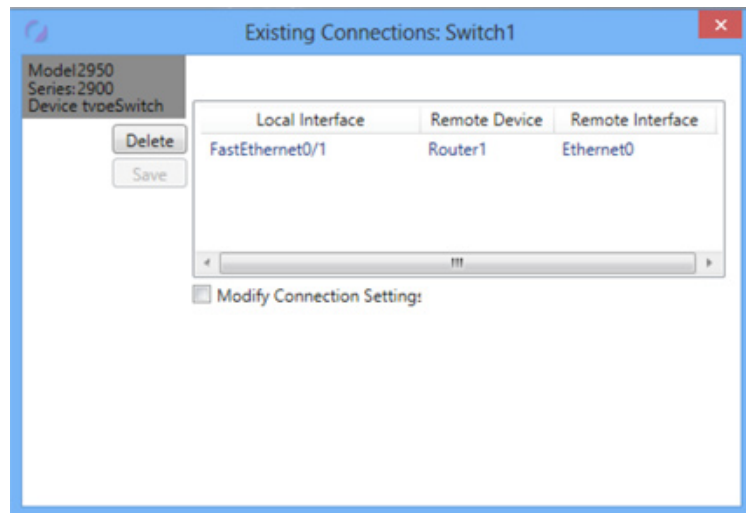 Existing Connections: Switch1
Model2950
Series:2900
Device typeSwitch
Delete
Save
Local Interface Remote Device Remote Interface
FastEthernet0/1 Router1 Ethernet0
Modify Connection Settings